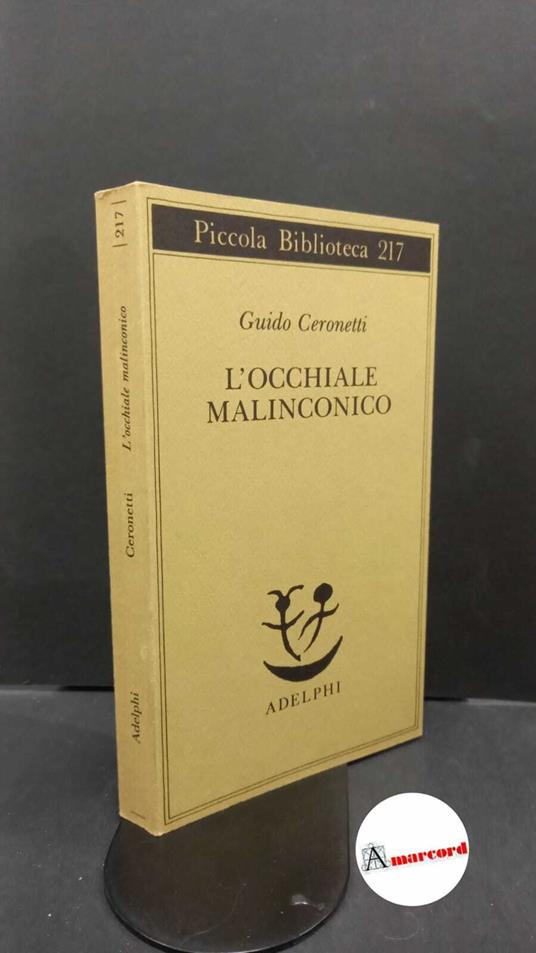 Piccola Biblioteca 217
Guido Ceronetti
L'OCCHIALE
MALINCONICO
ADELPHI
|217|
L'occhiale malinconico
Ceronetti
Adelphi
Amarcord